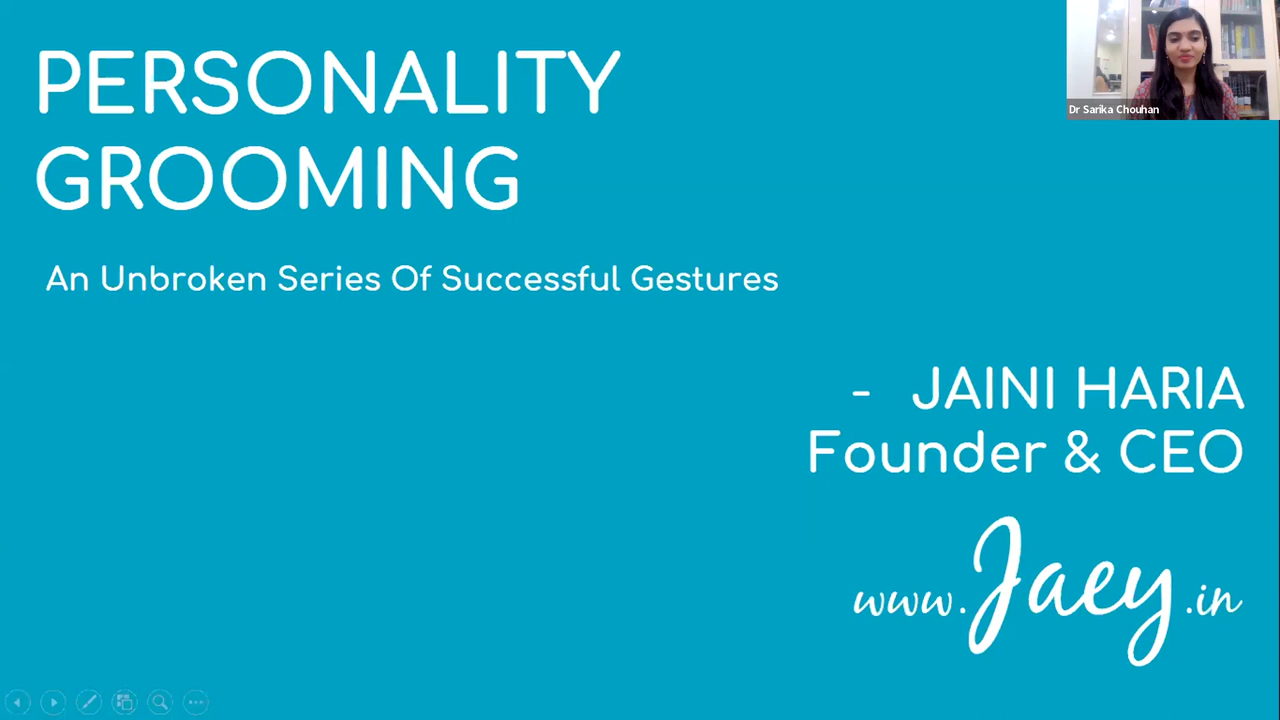 PERSONALITY
GROOMING
An Unbroken Series Of Successful Gestures
- JAINI HARIA
Founder & CEO
www.Jaey.in
Dr Sarika Chouhan